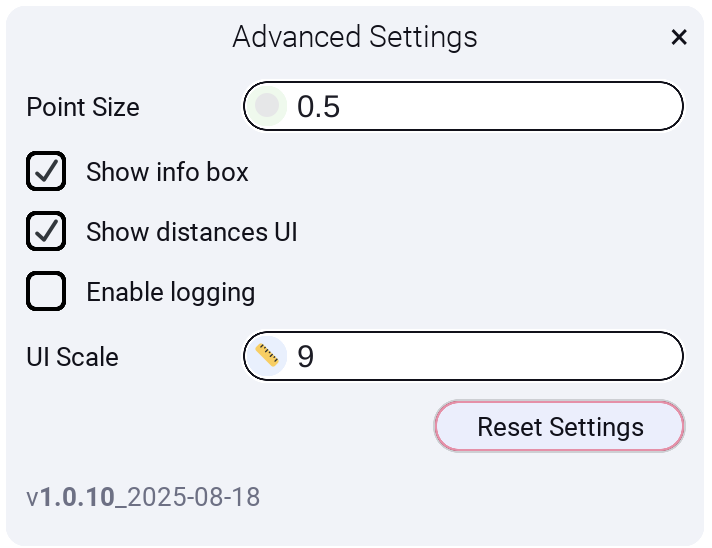 Advanced Settings ×
Point Size 0.5
Show info box
Show distances UI
Enable logging
UI Scale 9
Reset Settings
v1.0.10_2025-08-18